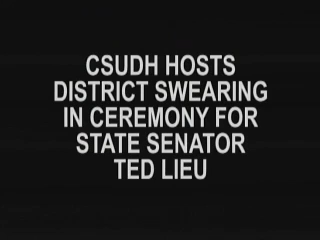 CSUDH HOSTS
DISTRICT SWEARING
IN CEREMONY FOR
STATE SENATOR
TED LIEU